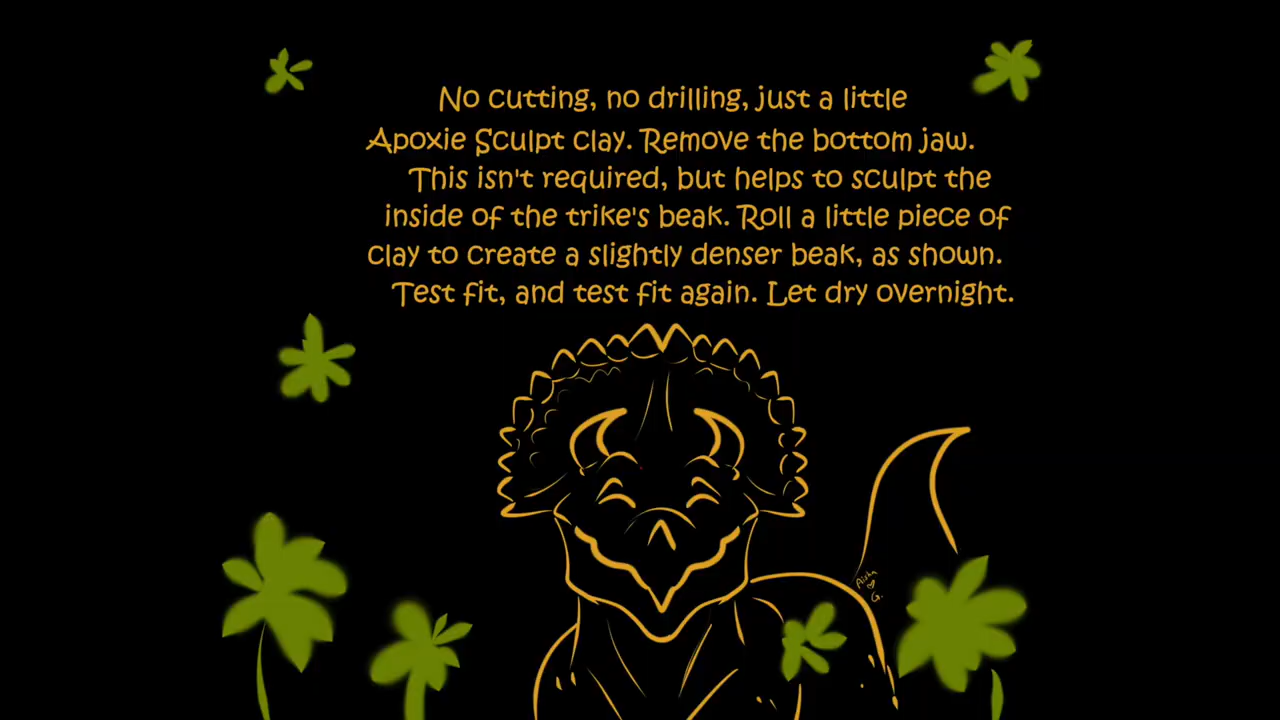 No cutting, no drilling, just a little
Apoxie Sculpt clay. Remove the bottom jaw.
This isn't required, but helps to sculpt the
inside of the trike's beak. Roll a little piece of
clay to create a slightly denser beak, as shown.
Test fit, and test fit again. Let dry overnight.
Aisha
G.